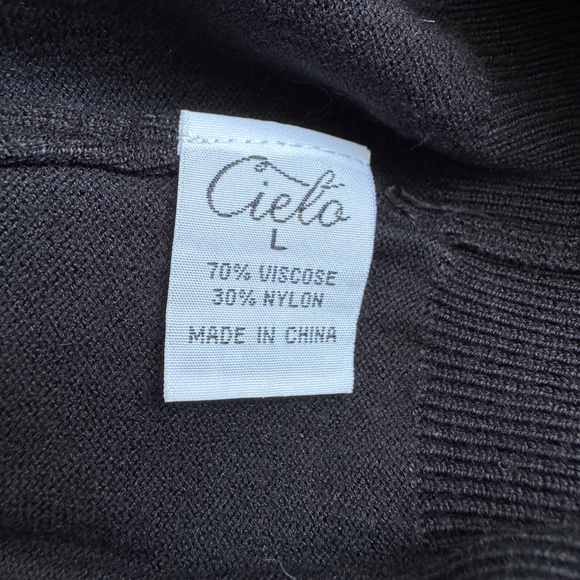 Cielo
L
70% VISCOSE
30% NYLON
MADE IN CHINA